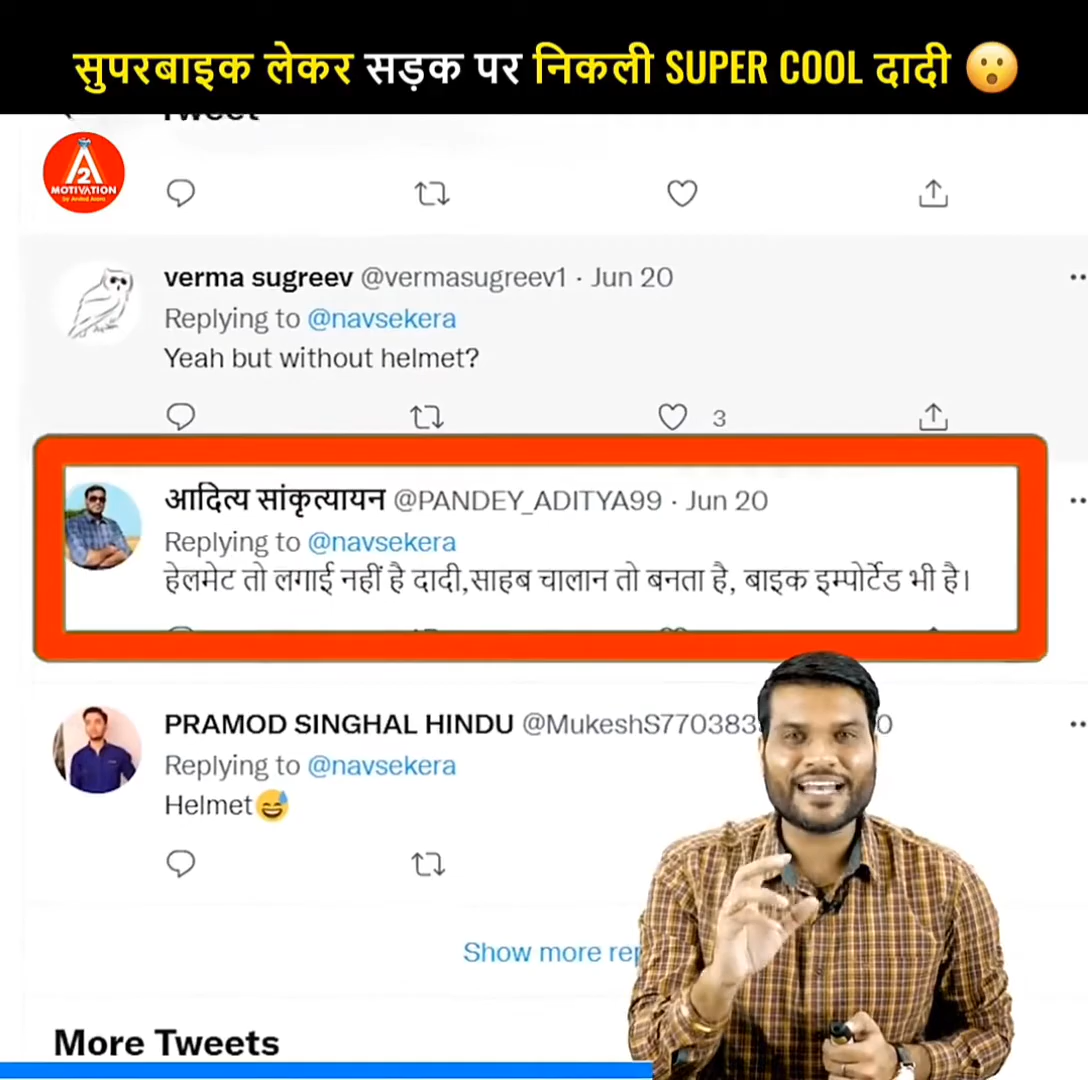 सुपरबाइक लेकर सड़क पर निकली SUPER COOL दादी 😮
Tweet
A2
MOTIVATION
verma sugreev @vermasugreev1 · Jun 20
Replying to @navsekera
Yeah but without helmet?
3
आदित्य सांकृत्यायन @PANDEY_ADITYA99 · Jun 20
Replying to @navsekera
हेलमेट तो लगाई नहीं है दादी,साहब चालान तो बनता है, बाइक इम्पोर्टेड भी है।
PRAMOD SINGHAL HINDU @MukeshS770383
Replying to @navsekera
Helmet😅
Show more
More Tweets